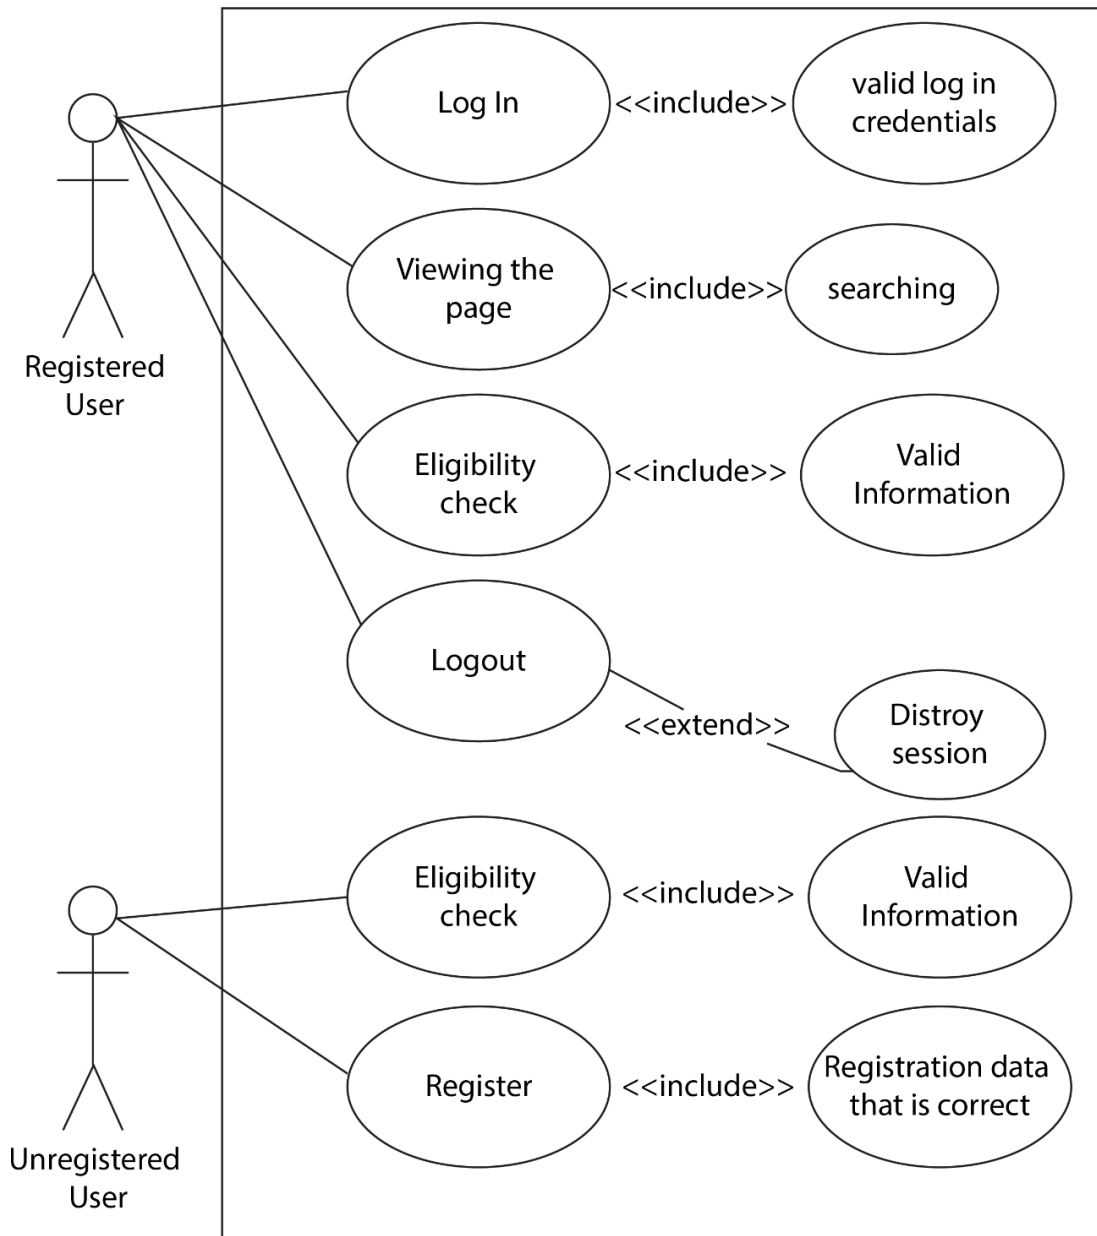 Log In
<<include>>
valid log in
credentials
Viewing the
page
<<include>>
searching
Registered
User
Eligibility
check
<<include>>
Valid
Information
Logout
<<extend>>
Distroy
session
Eligibility
check
<<include>>
Valid
Information
Register
<<include>>
Registration data
that is correct
Unregistered
User